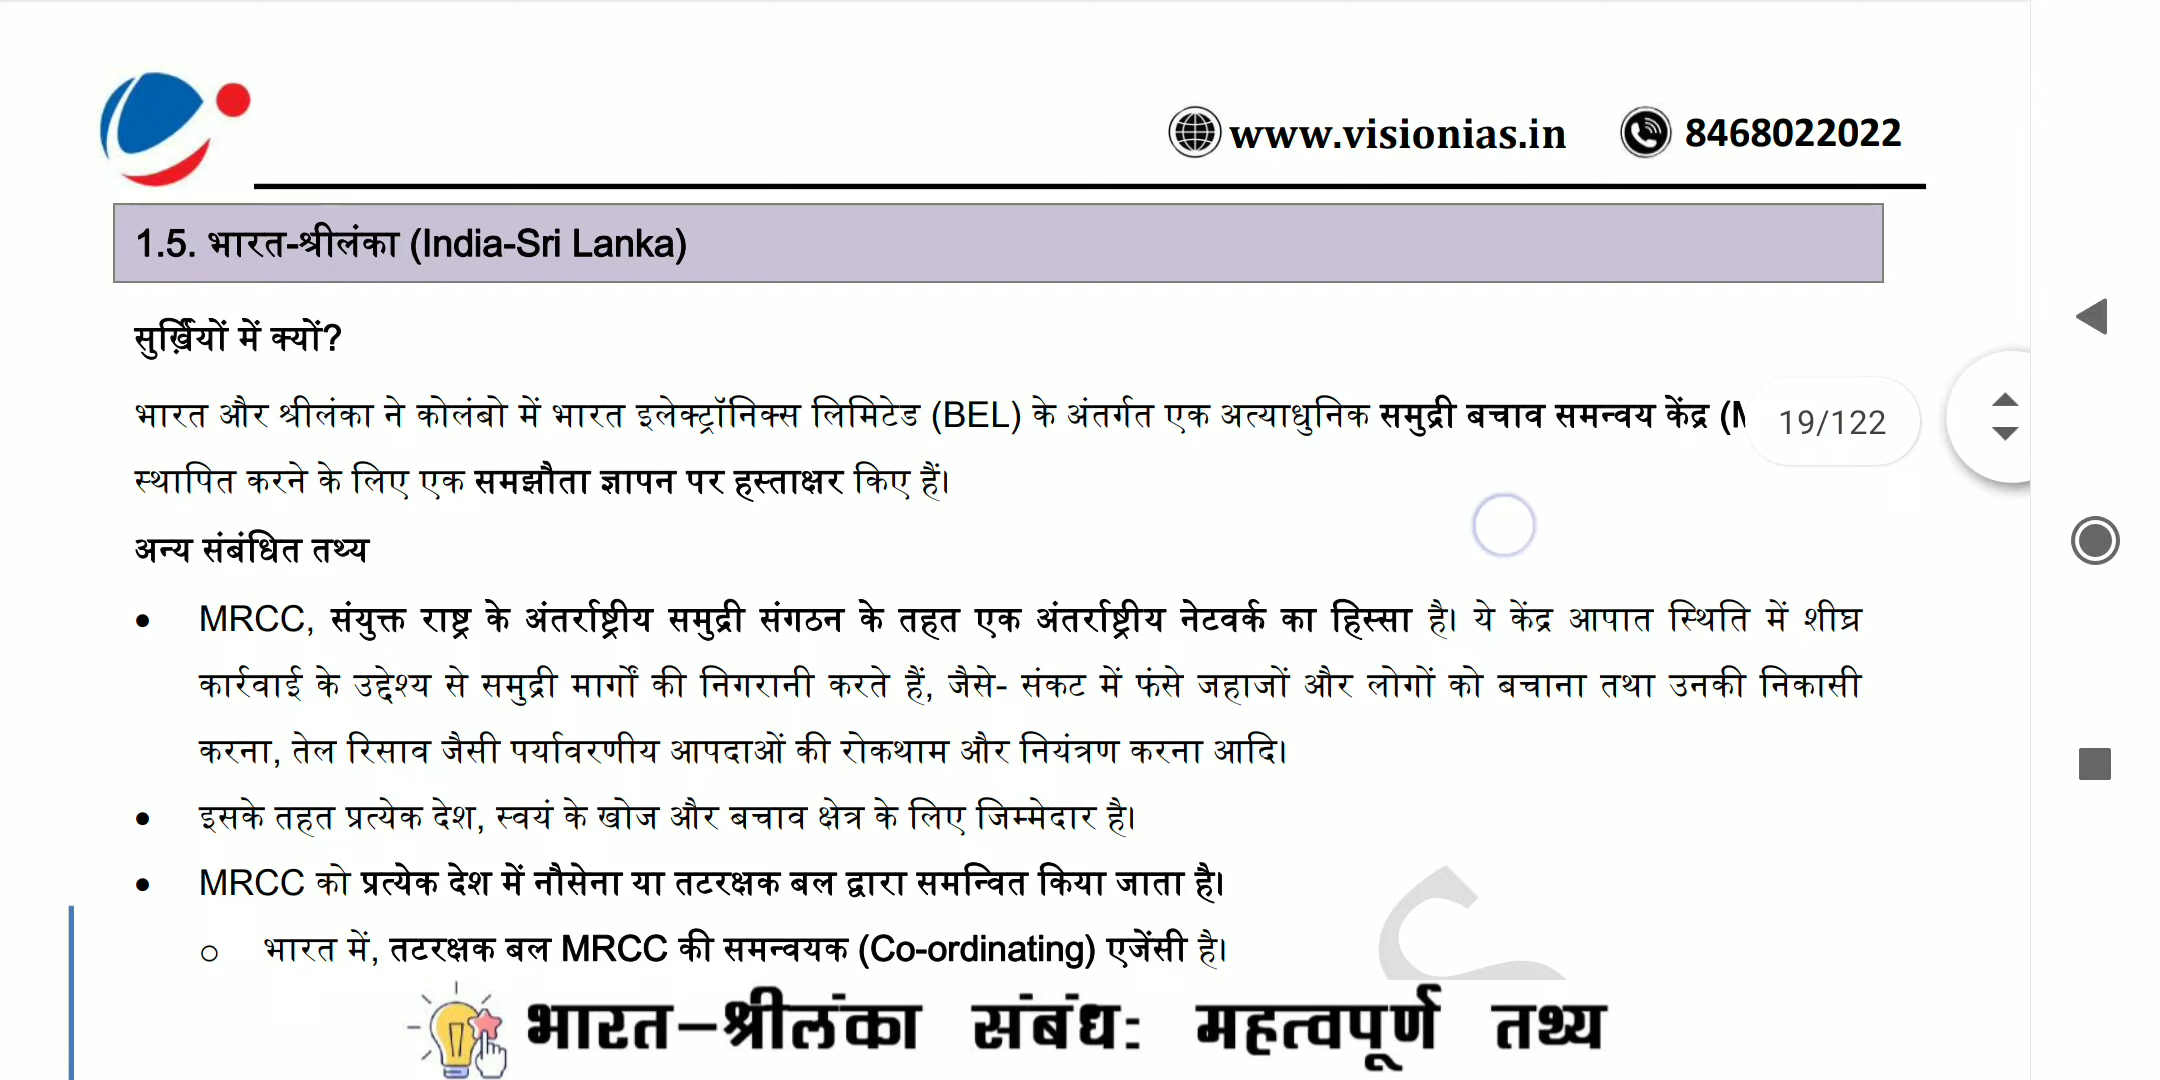 www.visionias.in 8468022022
1.5. भारत-श्रीलंका (India-Sri Lanka)
सुर्ख़ियों में क्यों?
भारत और श्रीलंका ने कोलंबो में भारत इलेक्ट्रॉनिक्स लिमिटेड (BEL) के अंतर्गत एक अत्याधुनिक समुद्री बचाव समन्वय केंद्र
19/122
स्थापित करने के लिए एक समझौता ज्ञापन पर हस्ताक्षर किए हैं।
अन्य संबंधित तथ्य
• MRCC, संयुक्त राष्ट्र के अंतर्राष्ट्रीय समुद्री संगठन के तहत एक अंतर्राष्ट्रीय नेटवर्क का हिस्सा है। ये केंद्र आपात स्थिति में शीघ्र
कार्रवाई के उद्देश्य से समुद्री मार्गों की निगरानी करते हैं, जैसे- संकट में फंसे जहाजों और लोगों को बचाना तथा उनकी निकासी
करना, तेल रिसाव जैसी पर्यावरणीय आपदाओं की रोकथाम और नियंत्रण करना आदि।
• इसके तहत प्रत्येक देश, स्वयं के खोज और बचाव क्षेत्र के लिए जिम्मेदार है।
• MRCC को प्रत्येक देश में नौसेना या तटरक्षक बल द्वारा समन्वित किया जाता है।
o भारत में, तटरक्षक बल MRCC की समन्वयक (Co-ordinating) एजेंसी है।
भारत–श्रीलंका संबंध: महत्वपूर्ण तथ्य